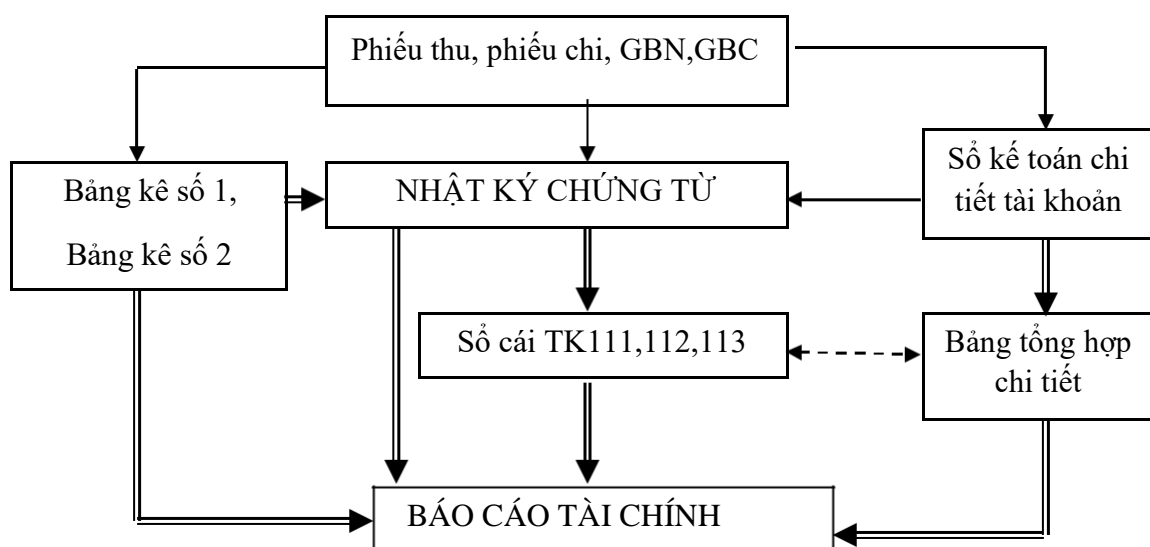 Phiếu thu, phiếu chi, GBN,GBC
Bảng kê số 1,
Bảng kê số 2
NHẬT KÝ CHỨNG TỪ
Sổ kế toán chi
tiết tài khoản
Sổ cái TK111,112,113
Bảng tổng hợp
chi tiết
BÁO CÁO TÀI CHÍNH